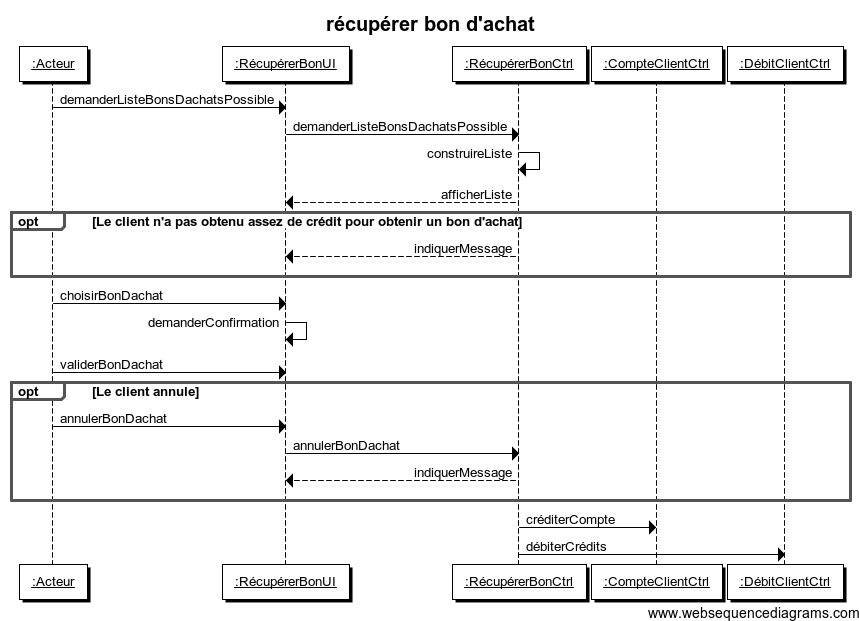 récupérer bon d'achat
:Acteur
:RécupérerBonUI
:RécupérerBonCtrl
:CompteClientCtrl
:DébitClientCtrl
demanderListeBonsDachatsPossible
demanderListeBonsDachatsPossible
construireListe
afficherListe
opt [Le client n'a pas obtenu assez de crédit pour obtenir un bon d'achat]
indiquerMessage
choisirBonDachat
demanderConfirmation
validerBonDachat
opt [Le client annule]
annulerBonDachat
annulerBonDachat
indiquerMessage
créditerCompte
débiterCrédits
:Acteur
:RécupérerBonUI
:RécupérerBonCtrl
:CompteClientCtrl
:DébitClientCtrl
www.websequencediagrams.com